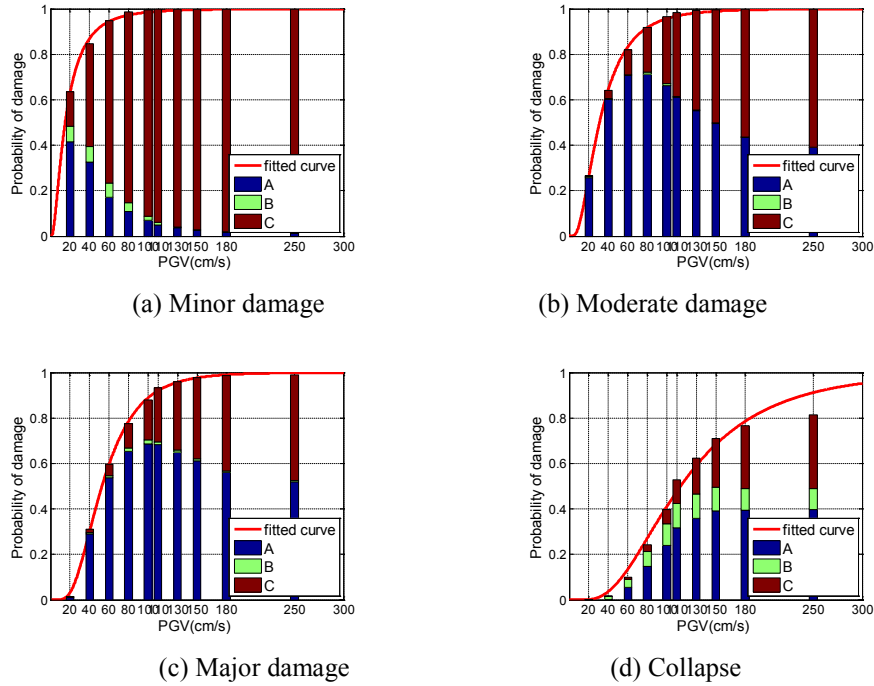 Probability of damage
1
0.8
0.6
0.4
0.2
0
20 40 60 80 100 110 130 150 180 250 300
PGV(cm/s)
fitted curve
A
B
C
(a) Minor damage
Probability of damage
1
0.8
0.6
0.4
0.2
0
20 40 60 80 100 110 130 150 180 250 300
PGV(cm/s)
fitted curve
A
B
C
(b) Moderate damage
Probability of damage
1
0.8
0.6
0.4
0.2
0
20 40 60 80 100 110 130 150 180 250 300
PGV(cm/s)
fitted curve
A
B
C
(c) Major damage
Probability of damage
1
0.8
0.6
0.4
0.2
0
20 40 60 80 100 110 130 150 180 250 300
PGV(cm/s)
fitted curve
A
B
C
(d) Collapse